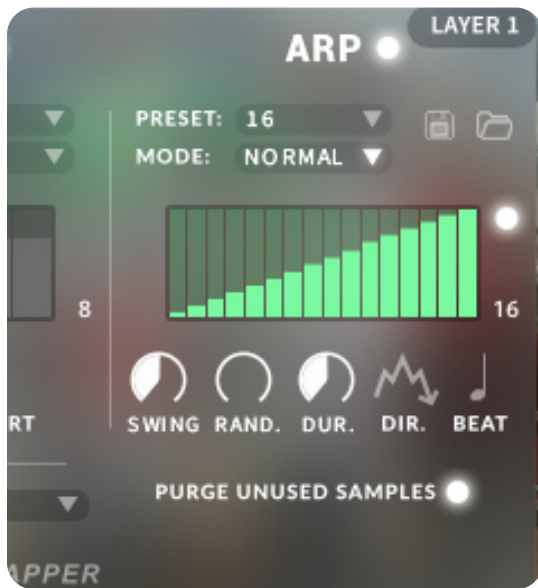 LAYER 1
ARP
PRESET: 16
MODE: NORMAL
8
16
RT
SWING RAND. DUR. DIR. BEAT
PURGE UNUSED SAMPLES
APPER